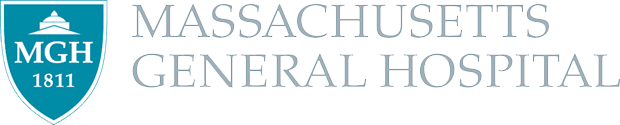 MGH
1811
MASSACHUSETTS
GENERAL HOSPITAL